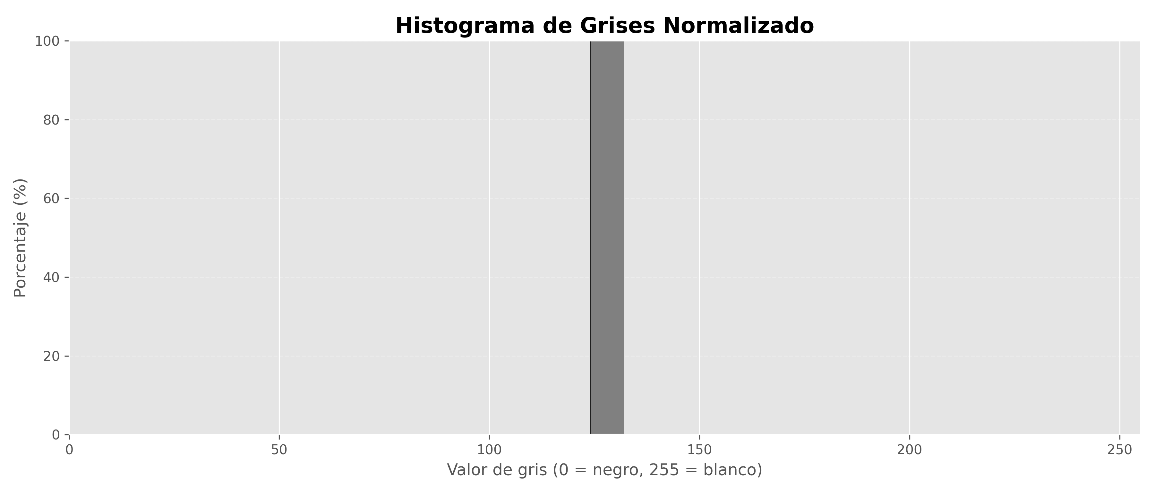 Histograma de Grises Normalizado
100
80
60
40
20
0
Porcentaje (%)
0 50 100 150 200 250
Valor de gris (0 = negro, 255 = blanco)